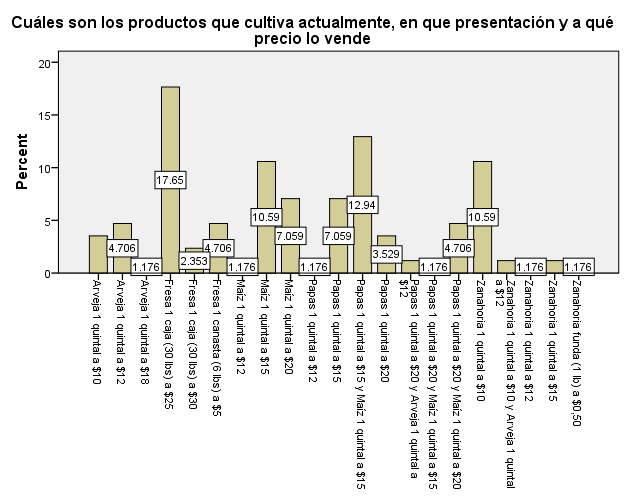 Cuáles son los productos que cultiva actualmente, en que presentación y a qué
precio lo vende
Percent
20
15
10
5
0
4.706
1.176
17.65
2.353
4.706
1.176
10.59
7.059
1.176
7.059
12.94
3.529
1.176
4.706
10.59
1.176
1.176
Arveja 1 quintal a $10
Arveja 1 quintal a $12
Arveja 1 quintal a $18
Fresa 1 caja (30 lbs) a $25
Fresa 1 caja (30 lbs) a $30
Fresa 1 canasta (6 lbs) a $5
Maíz 1 quintal a $12
Maíz 1 quintal a $15
Maíz 1 quintal a $20
Papas 1 quintal a $12
Papas 1 quintal a $15
Papas 1 quintal a $15 y Maíz 1 quintal a $15
Papas 1 quintal a $20
Papas 1 quintal a $20 y Arveja 1 quintal a
$12
Papas 1 quintal a $20 y Maíz 1 quintal a $15
Papas 1 quintal a $20 y Maíz 1 quintal a $20
Zanahoria 1 quintal a $10
Zanahoria 1 quintal a $10 y Arveja 1 quintal
a $12
Zanahoria 1 quintal a $12
Zanahoria 1 quintal a $15
Zanahoria funda (1 lb) a $0,50